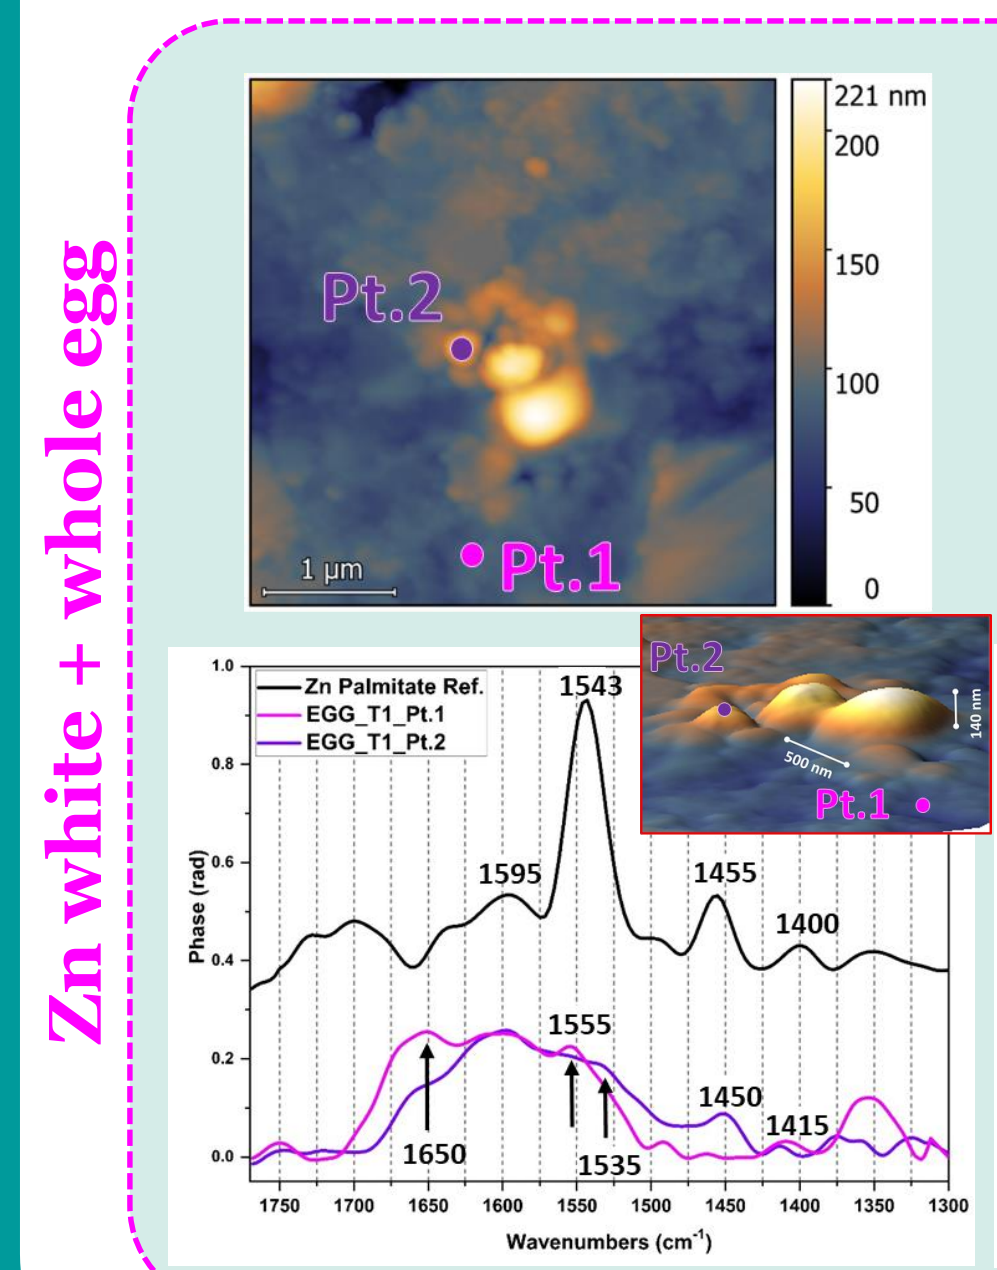 Zn white + whole egg
221 nm
200
150
100
50
0
Pt.2
Pt.1
1 µm
Pt.2
140 nm
500 nm
Pt.1
Zn Palmitate Ref.
EGG_T1_Pt.1
EGG_T1_Pt.2
1543
1595
1455
1400
1555
1450
1415
1650
1535
Phase (rad)
1.0
0.8
0.6
0.4
0.2
0.0
1750 1700 1650 1600 1550 1500 1450 1400 1350 1300
Wavenumbers (cm⁻¹)